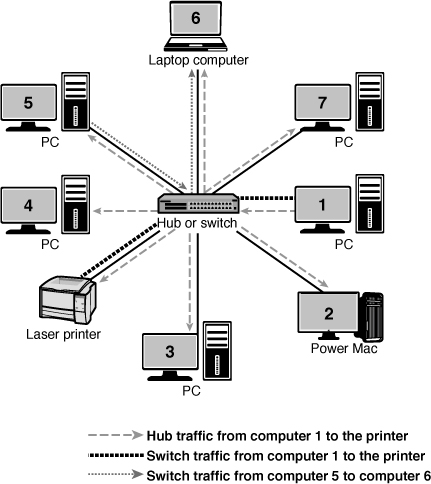 6
Laptop computer
5
PC
7
PC
4
PC
Hub or switch
1
PC
Laser printer
3
PC
2
Power Mac
Hub traffic from computer 1 to the printer
Switch traffic from computer 1 to the printer
Switch traffic from computer 5 to computer 6